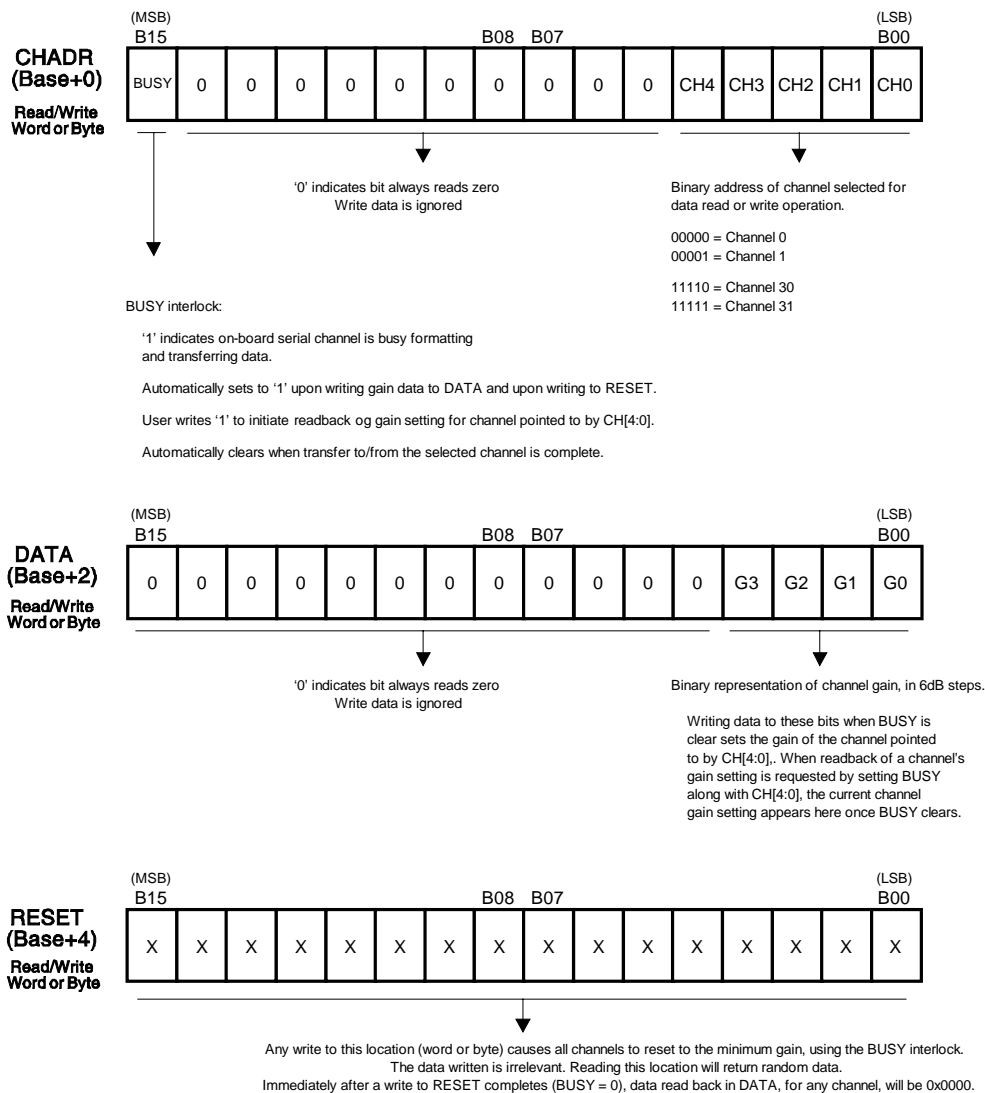 (MSB) (LSB)
B15 B08 B07 B00
CHADR
(Base+0)
Read/Write
Word or Byte
BUSY 0 0 0 0 0 0 0 0 0 0 CH4 CH3 CH2 CH1 CH0
'0' indicates bit always reads zero
Write data is ignored
Binary address of channel selected for
data read or write operation.
00000 = Channel 0
00001 = Channel 1
11110 = Channel 30
11111 = Channel 31
BUSY interlock:
'1' indicates on-board serial channel is busy formatting
and transferring data.
Automatically sets to '1' upon writing gain data to DATA and upon writing to RESET.
User writes '1' to initiate readback og gain setting for channel pointed to by CH[4:0].
Automatically clears when transfer to/from the selected channel is complete.
(MSB) (LSB)
B15 B08 B07 B00
DATA
(Base+2)
Read/Write
Word or Byte
0 0 0 0 0 0 0 0 0 0 0 0 G3 G2 G1 G0
'0' indicates bit always reads zero
Write data is ignored
Binary representation of channel gain, in 6dB steps.
Writing data to these bits when BUSY is
clear sets the gain of the channel pointed
to by CH[4:0],. When readback of a channel's
gain setting is requested by setting BUSY
along with CH[4:0], the current channel
gain setting appears here once BUSY clears.
(MSB) (LSB)
B15 B08 B07 B00
RESET
(Base+4)
Read/Write
Word or Byte
X X X X X X X X X X X X X X X X
Any write to this location (word or byte) causes all channels to reset to the minimum gain, using the BUSY interlock.
The data written is irrelevant. Reading this location will return random data.
Immediately after a write to RESET completes (BUSY = 0), data read back in DATA, for any channel, will be 0x0000.